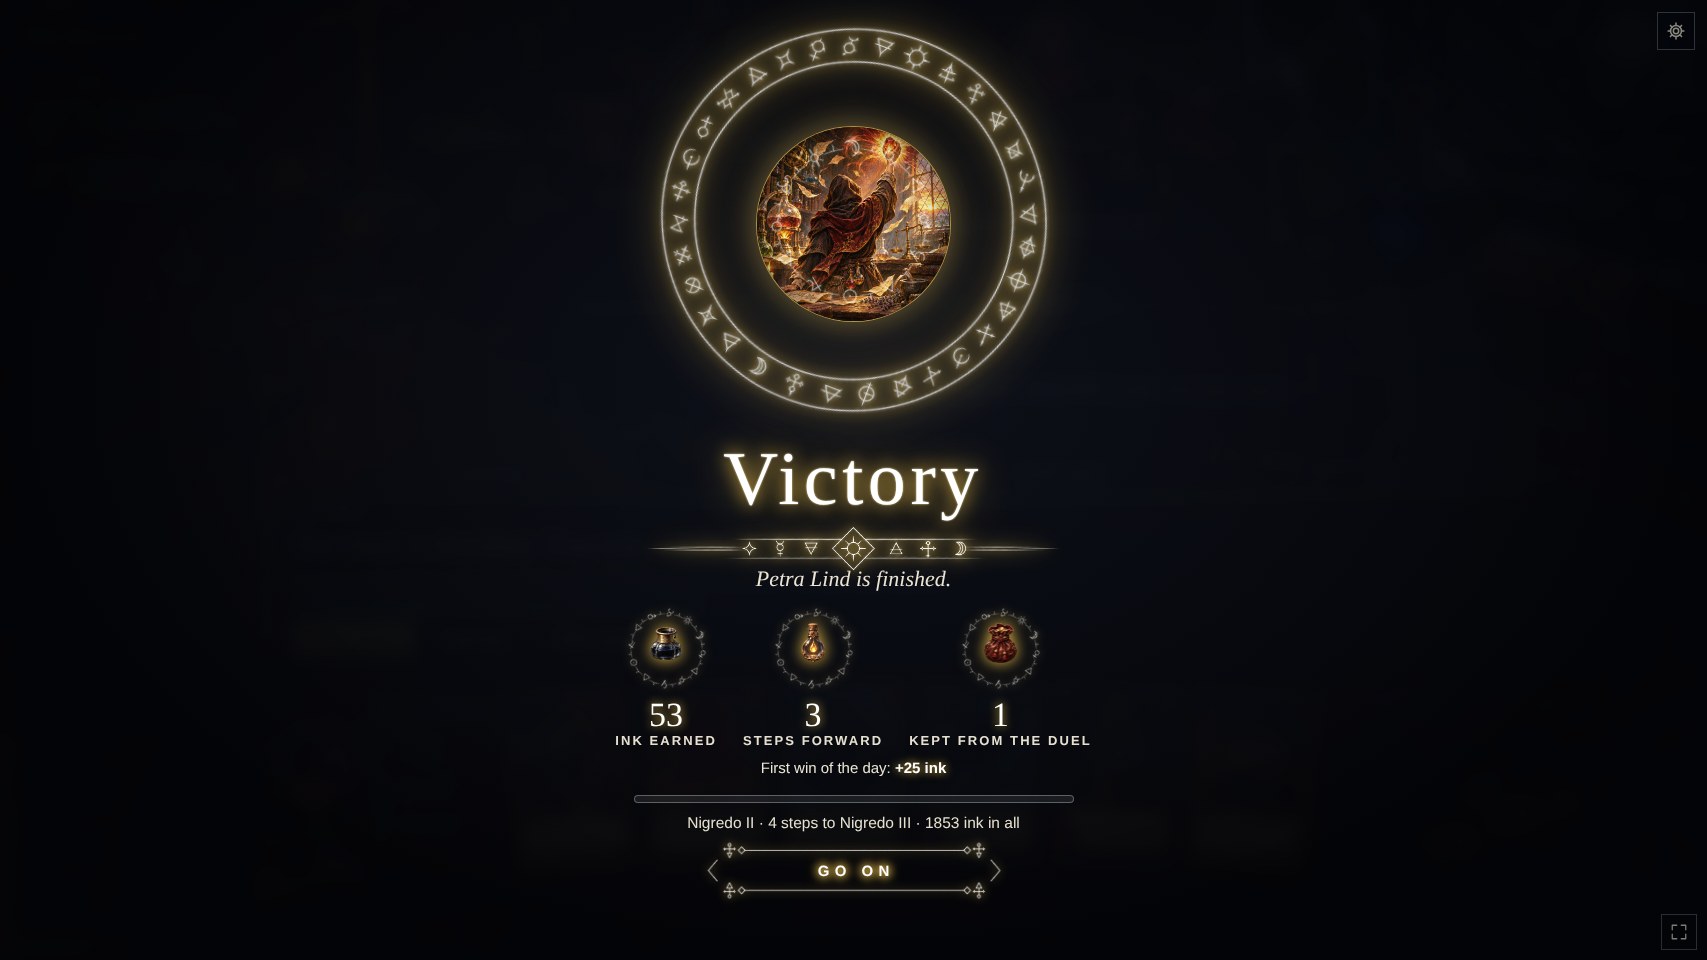 Victory
Petra Lind is finished.
53
INK EARNED
3
STEPS FORWARD
1
KEPT FROM THE DUEL
First win of the day: +25 ink
Nigredo II · 4 steps to Nigredo III · 1853 ink in all
GO ON